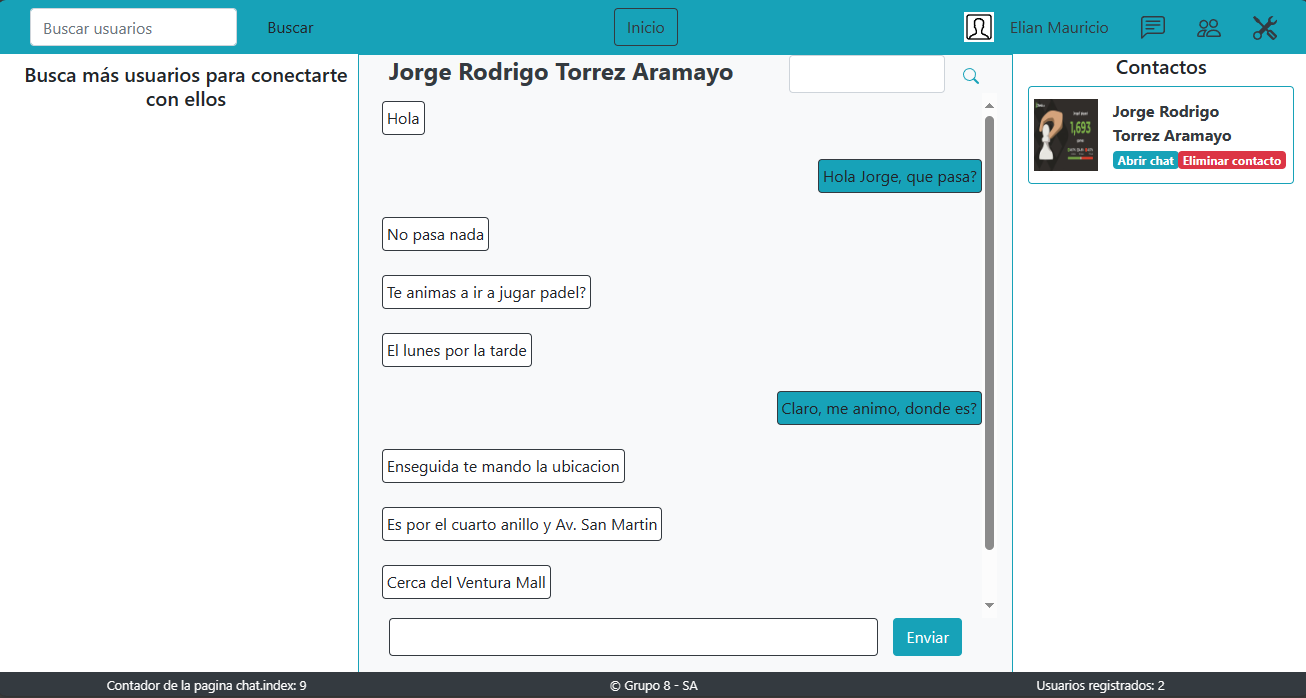 Buscar usuarios
Buscar
Inicio
Elian Mauricio
Busca más usuarios para conectarte
con ellos
Jorge Rodrigo Torrez Aramayo
Hola
Hola Jorge, que pasa?
No pasa nada
Te animas a ir a jugar padel?
El lunes por la tarde
Claro, me animo, donde es?
Enseguida te mando la ubicacion
Es por el cuarto anillo y Av. San Martin
Cerca del Ventura Mall
Enviar
Contactos
1,693
Jorge Rodrigo
Torrez Aramayo
Abrir chat
Eliminar contacto
Contador de la pagina chat.index: 9
© Grupo 8 - SA
Usuarios registrados: 2